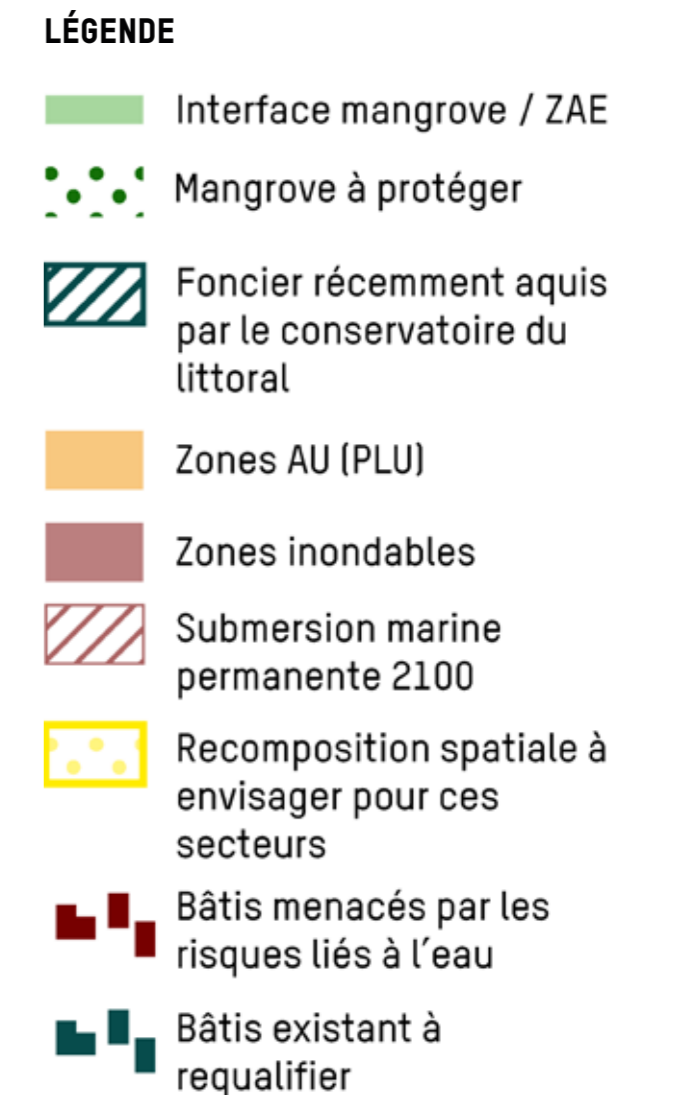 LÉGENDE
Interface mangrove / ZAE
Mangrove à protéger
Foncier récemment aquis
par le conservatoire du
littoral
Zones AU (PLU)
Zones inondables
Submersion marine
permanente 2100
Recomposition spatiale à
envisager pour ces
secteurs
Bâtis menacés par les
risques liés à l´eau
Bâtis existant à
requalifier